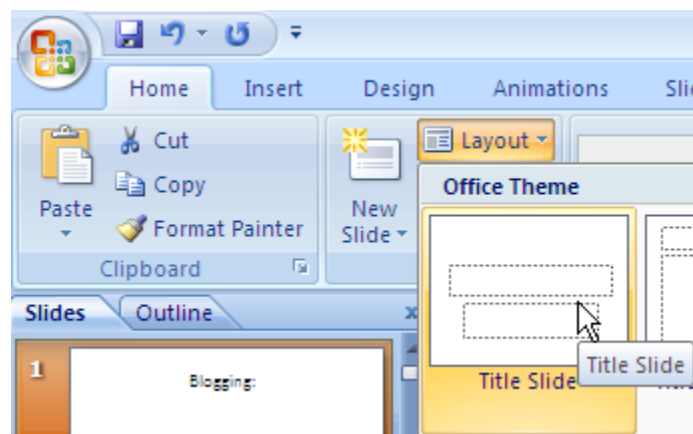 Home Insert Design Animations Sli
Cut
Layout
Copy
Office Theme
Paste
New
Slide
Format Painter
Clipboard
Slides Outline
1
Blogging:
Title Slide
Title Slide